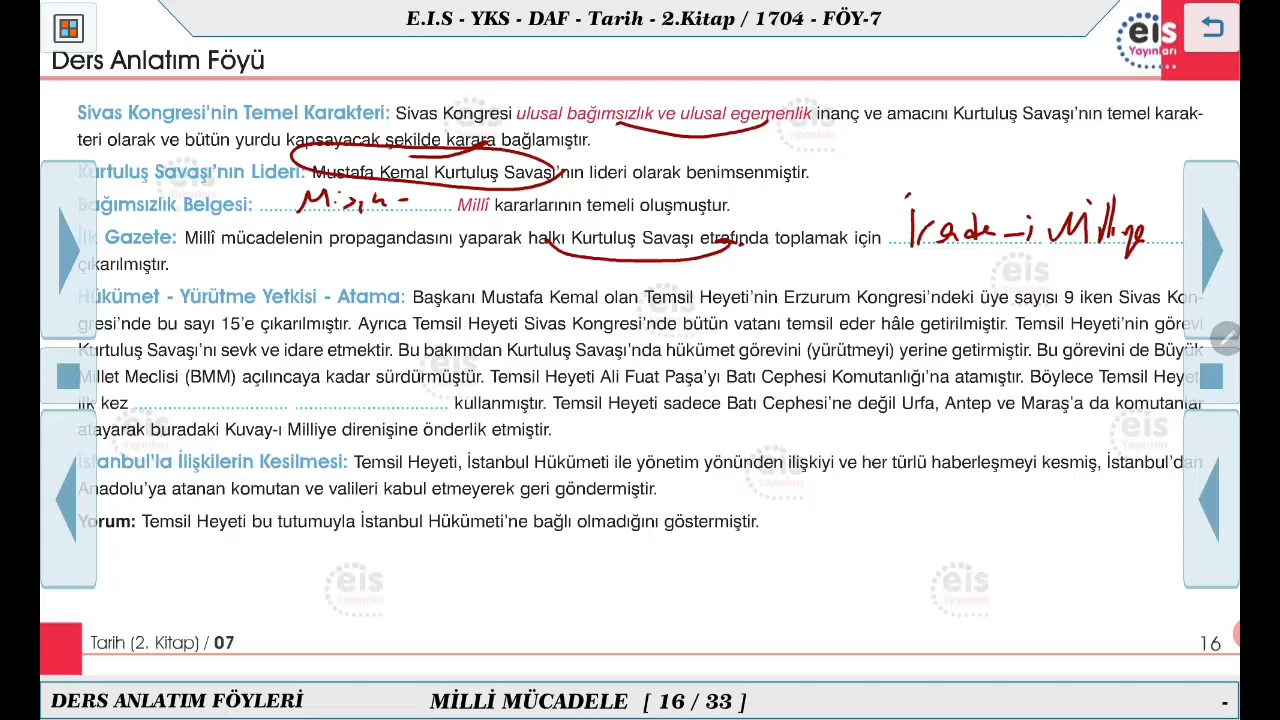 E.I.S - YKS - DAF - Tarih - 2.Kitap / 1704 - FÖY-7
eis
Yayınları
Ders Anlatım Föyü
Sivas Kongresi'nin Temel Karakteri: Sivas Kongresi ulusal bağımsızlık ve ulusal egemenlik inanç ve amacını Kurtuluş Savaşı'nın temel karak-
teri olarak ve bütün yurdu kapsayacak şekilde karara bağlamıştır.
Kurtuluş Savaşı'nın Lideri: Mustafa Kemal Kurtuluş Savaşı'nın lideri olarak benimsenmiştir.
Bağımsızlık Belgesi: .................. Millî kararlarının temeli oluşmuştur.
İlk Gazete: Millî mücadelenin propagandasını yaparak halkı Kurtuluş Savaşı etrafında toplamak için İrade-i Milliye
çıkarılmıştır.
Hükümet - Yürütme Yetkisi - Atama: Başkanı Mustafa Kemal olan Temsil Heyeti'nin Erzurum Kongresi'ndeki üye sayısı 9 iken Sivas Kon-
gresi'nde bu sayı 15'e çıkarılmıştır. Ayrıca Temsil Heyeti Sivas Kongresi'nde bütün vatanı temsil eder hâle getirilmiştir. Temsil Heyeti'nin görevi
Kurtuluş Savaşı'nı sevk ve idare etmektir. Bu bakımdan Kurtuluş Savaşı'nda hükümet görevini (yürütmeyi) yerine getirmiştir. Bu görevini de Büyük
Millet Meclisi (BMM) açılıncaya kadar sürdürmüştür. Temsil Heyeti Ali Fuat Paşa'yı Batı Cephesi Komutanlığı'na atamıştır. Böylece Temsil Heyet
ilk kez .................. .................. kullanmıştır. Temsil Heyeti sadece Batı Cephesi'ne değil Urfa, Antep ve Maraş'a da komutanlar
atayarak buradaki Kuvay-ı Milliye direnişine önderlik etmiştir.
İstanbul'la İlişkilerin Kesilmesi: Temsil Heyeti, İstanbul Hükümeti ile yönetim yönünden ilişkiyi ve her türlü haberleşmeyi kesmiş, İstanbul'dan
Anadolu'ya atanan komutan ve valileri kabul etmeyerek geri göndermiştir.
Yorum: Temsil Heyeti bu tutumuyla İstanbul Hükümeti'ne bağlı olmadığını göstermiştir.
Tarih (2. Kitap) / 07
16
DERS ANLATIM FÖYLERİ
MİLLİ MÜCADELE [ 16 / 33 ]
-